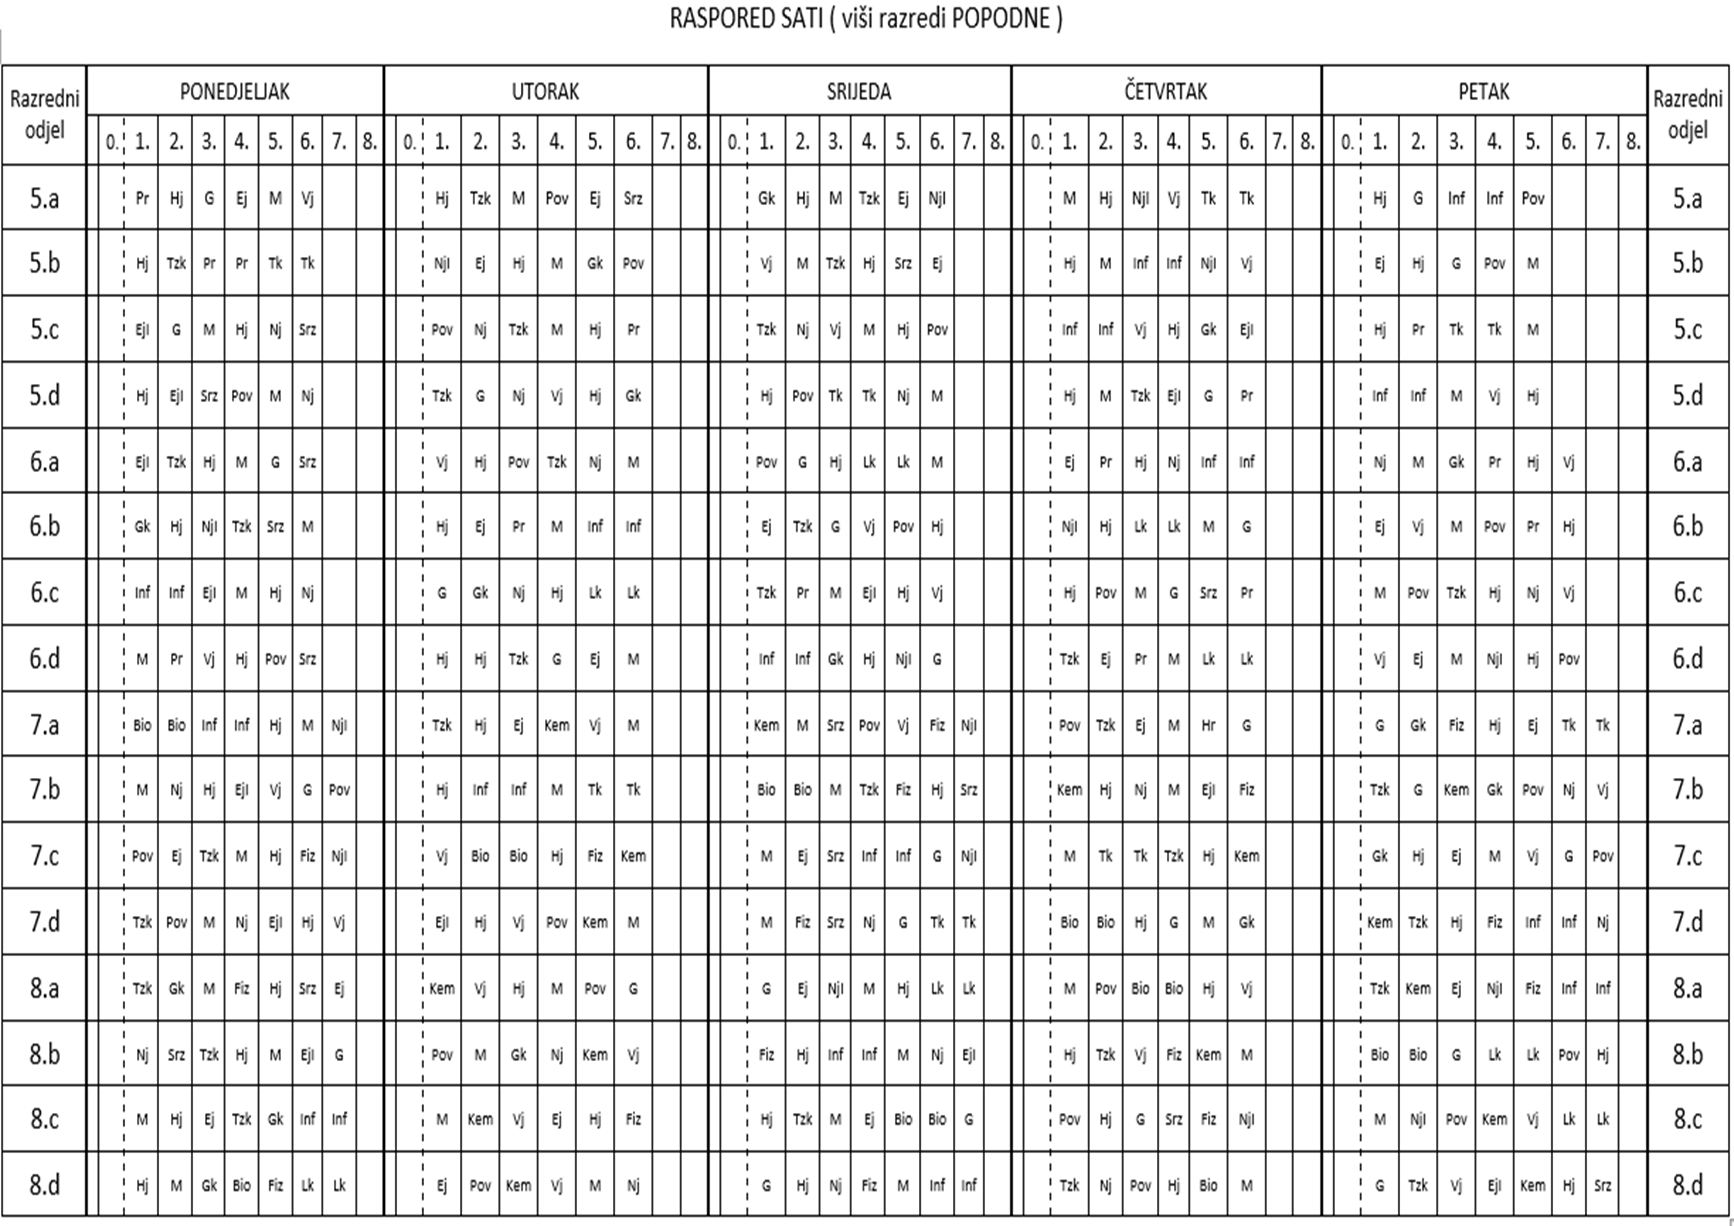 RASPORED SATI ( viši razredi POPODNE )
Razredni odjel PONEDJELJAK UTORAK SRIJEDA ČETVRTAK PETAK Razredni odjel
0. 1. 2. 3. 4. 5. 6. 7. 8. 0. 1. 2. 3. 4. 5. 6. 7. 8. 0. 1. 2. 3. 4. 5. 6. 7. 8. 0. 1. 2. 3. 4. 5. 6. 7. 8. 0. 1. 2. 3. 4. 5. 6. 7. 8.
5.a Pr Hj G Ej M Vj Hj Tzk M Pov Ej Srz Gk Hj M Tzk Ej NjI M Hj NjI Vj Tk Tk Hj G Inf Inf Pov 5.a
5.b Hj Tzk Pr Pr Tk Tk NjI Ej Hj M Gk Pov Vj M Tzk Hj Srz Ej Hj M Inf Inf NjI Vj Ej Hj G Pov M 5.b
5.c EjI G M Hj Nj Srz Pov Nj Tzk M Hj Pr Tzk Nj Vj M Hj Pov Inf Inf Vj Hj Gk EjI Hj Pr Tk Tk M 5.c
5.d Hj EjI Srz Pov M Nj Tzk G Nj Vj Hj Gk Hj Pov Tk Tk Nj M Hj M Tzk EjI G Pr Inf Inf M Vj Hj 5.d
6.a EjI Tzk Hj M G Srz Vj Hj Pov Tzk Nj M Pov G Hj Lk Lk M Ej Pr Hj Nj Inf Inf Nj M Gk Pr Hj Vj 6.a
6.b Gk Hj NjI Tzk Srz M Hj Ej Pr M Inf Inf Ej Tzk G Vj Pov Hj NjI Hj Lk Lk M G Ej Vj M Pov Pr Hj 6.b
6.c Inf Inf EjI M Hj Nj G Gk Nj Hj Lk Lk Tzk Pr M EjI Hj Vj Hj Pov M G Srz Pr M Pov Tzk Hj Nj Vj 6.c
6.d M Pr Vj Hj Pov Srz Hj Hj Tzk G Ej M Inf Inf Gk Hj NjI G Tzk Ej Pr M Lk Lk Vj Ej M NjI Hj Pov 6.d
7.a Bio Bio Inf Inf Hj M NjI Tzk Hj Ej Kem Vj M Kem M Srz Pov Vj Fiz NjI Pov Tzk Ej M Hr G G Gk Fiz Hj Ej Tk Tk 7.a
7.b M Nj Hj EjI Vj G Pov Hj Inf Inf M Tk Tk Bio Bio M Tzk Fiz Hj Srz Kem Hj Nj M EjI Fiz Tzk G Kem Gk Pov Nj Vj 7.b
7.c Pov Ej Tzk M Hj Fiz NjI Vj Bio Bio Hj Fiz Kem M Ej Srz Inf Inf G NjI M Tk Tk Tzk Hj Kem Gk Hj Ej M Vj G Pov 7.c
7.d Tzk Pov M Nj EjI Hj Vj EjI Hj Vj Pov Kem M M Fiz Srz Nj G Tk Tk Bio Bio Hj G M Gk Kem Tzk Hj Fiz Inf Inf Nj 7.d
8.a Tzk Gk M Fiz Hj Srz Ej Kem Vj Hj M Pov G G Ej NjI M Hj Lk Lk M Pov Bio Bio Hj Vj Tzk Kem Ej NjI Fiz Inf Inf 8.a
8.b Nj Srz Tzk Hj M EjI G Pov M Gk Nj Kem Vj Fiz Hj Inf Inf M Nj EjI Hj Tzk Vj Fiz Kem M Bio Bio G Lk Lk Pov Hj 8.b
8.c M Hj Ej Tzk Gk Inf Inf M Kem Vj Ej Hj Fiz Hj Tzk M Ej Bio Bio G Pov Hj G Srz Fiz NjI M NjI Pov Kem Vj Lk Lk 8.c
8.d Hj M Gk Bio Fiz Lk Lk Ej Pov Kem Vj M Nj G Hj Nj Fiz M Inf Inf Tzk Nj Pov Hj Bio M G Tzk Vj EjI Kem Hj Srz 8.d